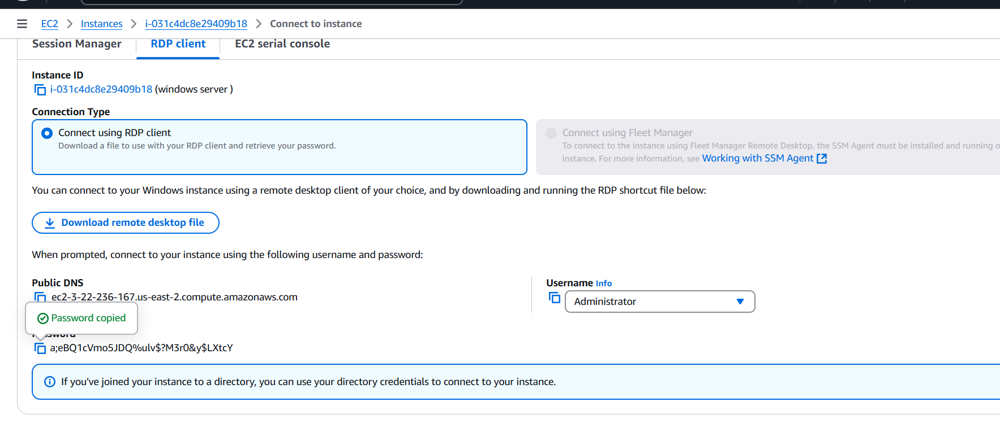 EC2 > Instances > i-031c4dc8e29409b18 > Connect to instance
Session Manager
RDP client
EC2 serial console
Instance ID
i-031c4dc8e29409b18 (windows server )
Connection Type
Connect using RDP client
Download a file to use with your RDP client and retrieve your password.
Connect using Fleet Manager
To connect to the instance using Fleet Manager Remote Desktop, the SSM Agent must be installed and running
instance. For more information, see Working with SSM Agent
You can connect to your Windows instance using a remote desktop client of your choice, and by downloading and running the RDP shortcut file below:
Download remote desktop file
When prompted, connect to your instance using the following username and password:
Public DNS
ec2-3-22-236-167.us-east-2.compute.amazonaws.com
Username Info
Administrator
Password copied
Password
a;eBQ1cVmo5JDQ%ulv$?M3r0&y$LXtcY
If you've joined your instance to a directory, you can use your directory credentials to connect to your instance.